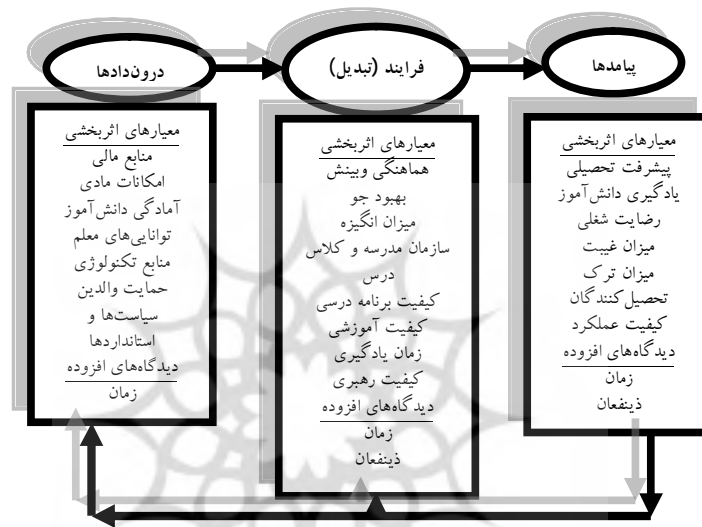 درون‌دادها
فرایند (تبدیل)
پیامدها
معیارهای اثربخشی
منابع مالی
امکانات مادی
آمادگی دانش‌آموز
توانایی‌های معلم
منابع تکنولوژی
حمایت والدین
سیاست‌ها و
استانداردها
دیدگاه‌های افزوده
زمان
معیارهای اثربخشی
هماهنگی وبینش
بهبود جو
میزان انگیزه
سازمان مدرسه و کلاس
درس
کیفیت برنامه درسی
کیفیت آموزشی
زمان یادگیری
کیفیت رهبری
دیدگاه‌های افزوده
زمان
ذینفعان
معیارهای اثربخشی
پیشرفت تحصیلی
یادگیری دانش‌آموز
رضایت شغلی
میزان غیبت
میزان ترک
تحصیل‌کنندگان
کیفیت عملکرد
دیدگاه‌های افزوده
زمان
ذینفعان